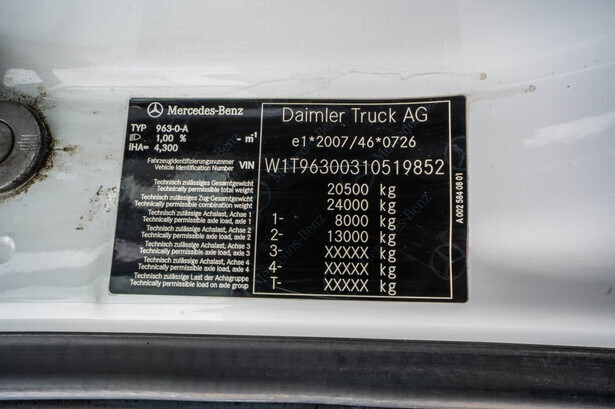 Mercedes-Benz
TYP 963-0-A
1,00 % - m⁻¹
iHA= 4,300
Fahrzeugidentifizierungsnummer
Vehicle Identification Number VIN
Technisch zulässiges Gesamtgewicht
Technically permissible total weight
Technisch zulässiges Zug-Gesamtgewicht
Technically permissible combination weight
Technisch zulässige Achslast, Achse 1
Technically permissible axle load, axle 1
Technisch zulässige Achslast, Achse 2
Technically permissible axle load, axle 2
Technisch zulässige Achslast, Achse 3
Technically permissible axle load, axle 3
Technisch zulässige Achslast, Achse 4
Technically permissible axle load, axle 4
Technisch zulässige Last der Achsgruppe
Technically permissible load on axle group
Daimler Truck AG
e1*2007/46*0726
W1T96300310519852
20500 kg
24000 kg
1- 8000 kg
2- 13000 kg
3- XXXXX kg
4- XXXXX kg
T- XXXXX kg
A 002 584 08 01